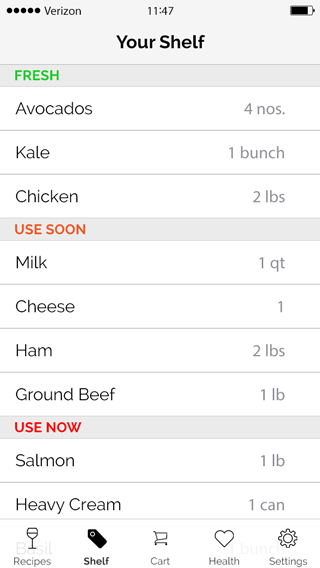 Verizon 11:47
Your Shelf
FRESH
Avocados 4 nos.
Kale 1 bunch
Chicken 2 lbs
USE SOON
Milk 1 qt
Cheese 1
Ham 2 lbs
Ground Beef 1 lb
USE NOW
Salmon 1 lb
Heavy Cream 1 can
Basil 1 bunch
Recipes Shelf Cart Health Settings